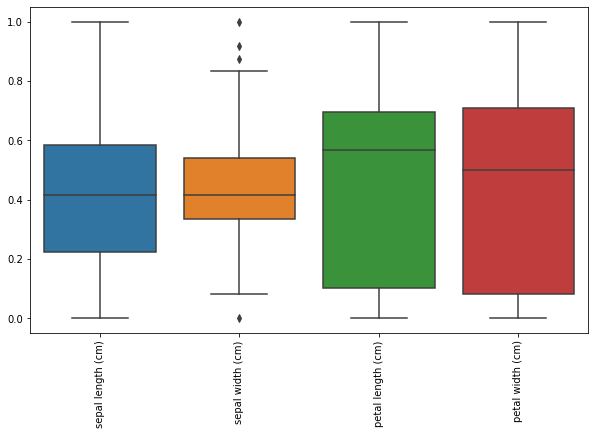 1.0
0.8
0.6
0.4
0.2
0.0
sepal length (cm)
sepal width (cm)
petal length (cm)
petal width (cm)